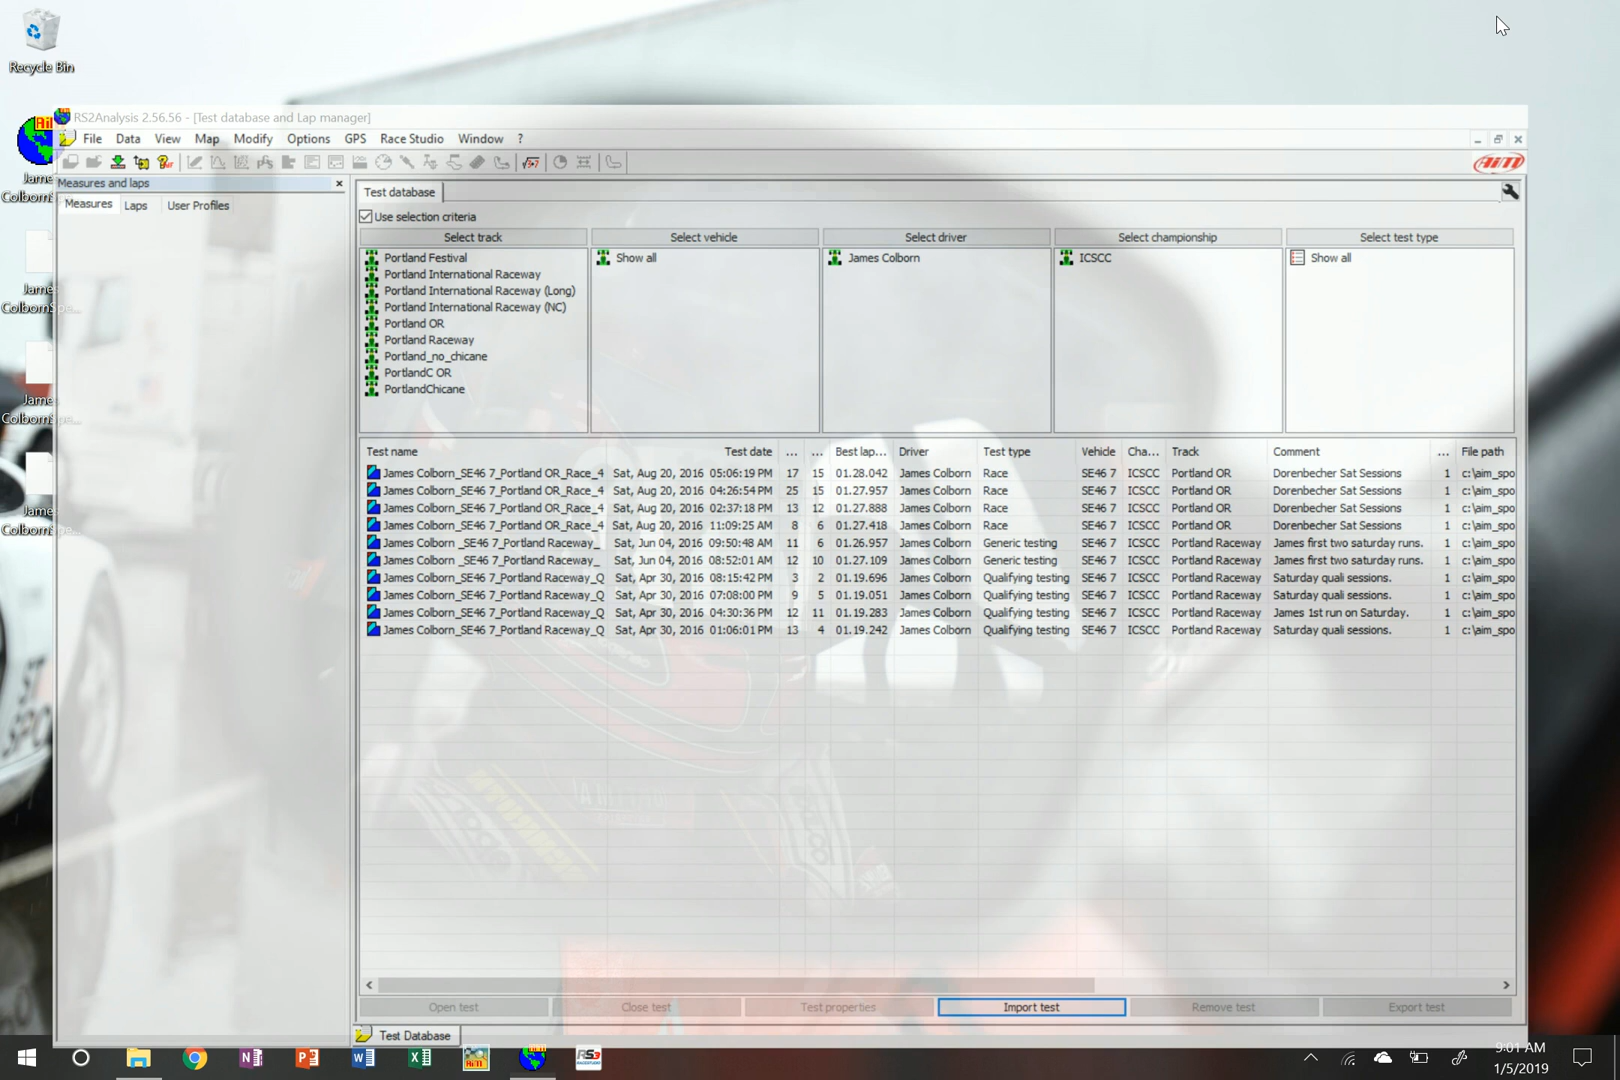 Recycle Bin
RS2Analysis 2.56.56 - [Test database and Lap manager]
File Data View Map Modify Options GPS Race Studio Window ?
AiM
Measures and laps
Measures Laps User Profiles
Jame
Colborn
Jame
ColbornSpe...
Jame
ColbornSpe...
Jame
ColbornSpe...
Test database
Use selection criteria
Select track Select vehicle Select driver Select championship Select test type
Portland Festival Show all James Colborn ICSCC Show all
Portland International Raceway
Portland International Raceway (Long)
Portland International Raceway (NC)
Portland OR
Portland Raceway
Portland_no_chicane
PortlandC OR
PortlandChicane
Test name Test date ... ... Best lap... Driver Test type Vehicle Cha... Track Comment ... File path
James Colborn_SE46 7_Portland OR_Race_4 Sat, Aug 20, 2016 05:06:19 PM 17 15 01.28.042 James Colborn Race SE46 7 ICSCC Portland OR Dorenbecher Sat Sessions 1 c:\aim_spo
James Colborn_SE46 7_Portland OR_Race_4 Sat, Aug 20, 2016 04:26:54 PM 25 15 01.27.957 James Colborn Race SE46 7 ICSCC Portland OR Dorenbecher Sat Sessions 1 c:\aim_spo
James Colborn_SE46 7_Portland OR_Race_4 Sat, Aug 20, 2016 02:37:18 PM 13 12 01.27.888 James Colborn Race SE46 7 ICSCC Portland OR Dorenbecher Sat Sessions 1 c:\aim_spo
James Colborn_SE46 7_Portland OR_Race_4 Sat, Aug 20, 2016 11:09:25 AM 8 6 01.27.418 James Colborn Race SE46 7 ICSCC Portland OR Dorenbecher Sat Sessions 1 c:\aim_spo
James Colborn _SE46 7_Portland Raceway_ Sat, Jun 04, 2016 09:50:48 AM 11 6 01.26.957 James Colborn Generic testing SE46 7 ICSCC Portland Raceway James first two saturday runs. 1 c:\aim_spo
James Colborn _SE46 7_Portland Raceway_ Sat, Jun 04, 2016 08:52:01 AM 12 10 01.27.109 James Colborn Generic testing SE46 7 ICSCC Portland Raceway James first two saturday runs. 1 c:\aim_spo
James Colborn_SE46 7_Portland Raceway_Q Sat, Apr 30, 2016 08:15:42 PM 3 2 01.19.696 James Colborn Qualifying testing SE46 7 ICSCC Portland Raceway Saturday quali sessions. 1 c:\aim_spo
James Colborn_SE46 7_Portland Raceway_Q Sat, Apr 30, 2016 07:08:00 PM 9 5 01.19.051 James Colborn Qualifying testing SE46 7 ICSCC Portland Raceway Saturday quali sessions. 1 c:\aim_spo
James Colborn_SE46 7_Portland Raceway_Q Sat, Apr 30, 2016 04:30:36 PM 12 11 01.19.283 James Colborn Qualifying testing SE46 7 ICSCC Portland Raceway James 1st run on Saturday. 1 c:\aim_spo
James Colborn_SE46 7_Portland Raceway_Q Sat, Apr 30, 2016 01:06:01 PM 13 4 01.19.242 James Colborn Qualifying testing SE46 7 ICSCC Portland Raceway Saturday quali sessions. 1 c:\aim_spo
Open test Close test Test properties Import test Remove test Export test
Test Database
9:01 AM
1/5/2019